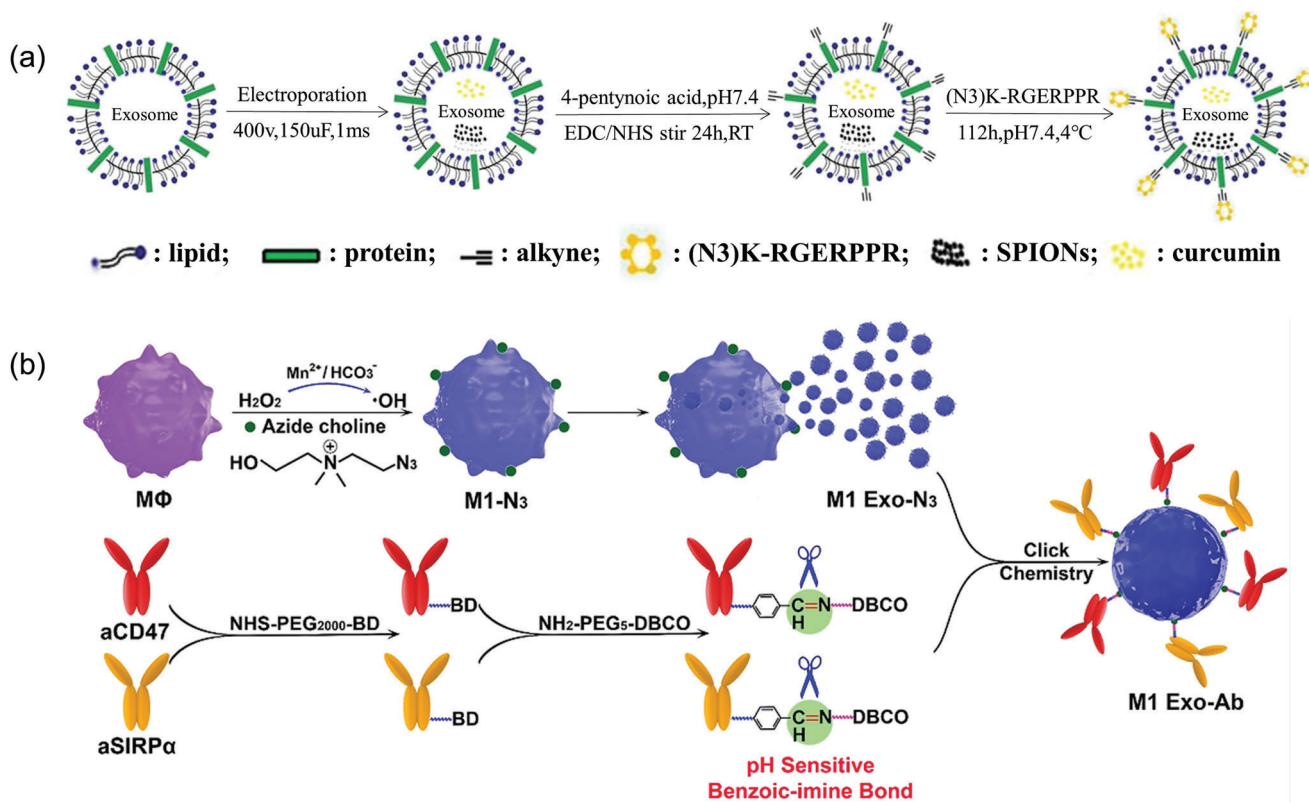 (a)
Exosome
Electroporation
400v,150uF,1ms
Exosome
4-pentynoic acid,pH7.4
EDC/NHS stir 24h,RT
Exosome
(N3)K-RGERPPR
112h,pH7.4,4°C
Exosome
: lipid; : protein; : alkyne; : (N3)K-RGERPPR; : SPIONs; : curcumin
(b)
Mn2+/ HCO3-
H2O2 ·OH
Azide choline
HO N+ N3
MΦ
M1-N3
M1 Exo-N3
aCD47
aSIRPα
NHS-PEG2000-BD
BD
BD
NH2-PEG5-DBCO
C=N DBCO
H
C=N DBCO
H
pH Sensitive
Benzoic-imine Bond
Click
Chemistry
M1 Exo-Ab